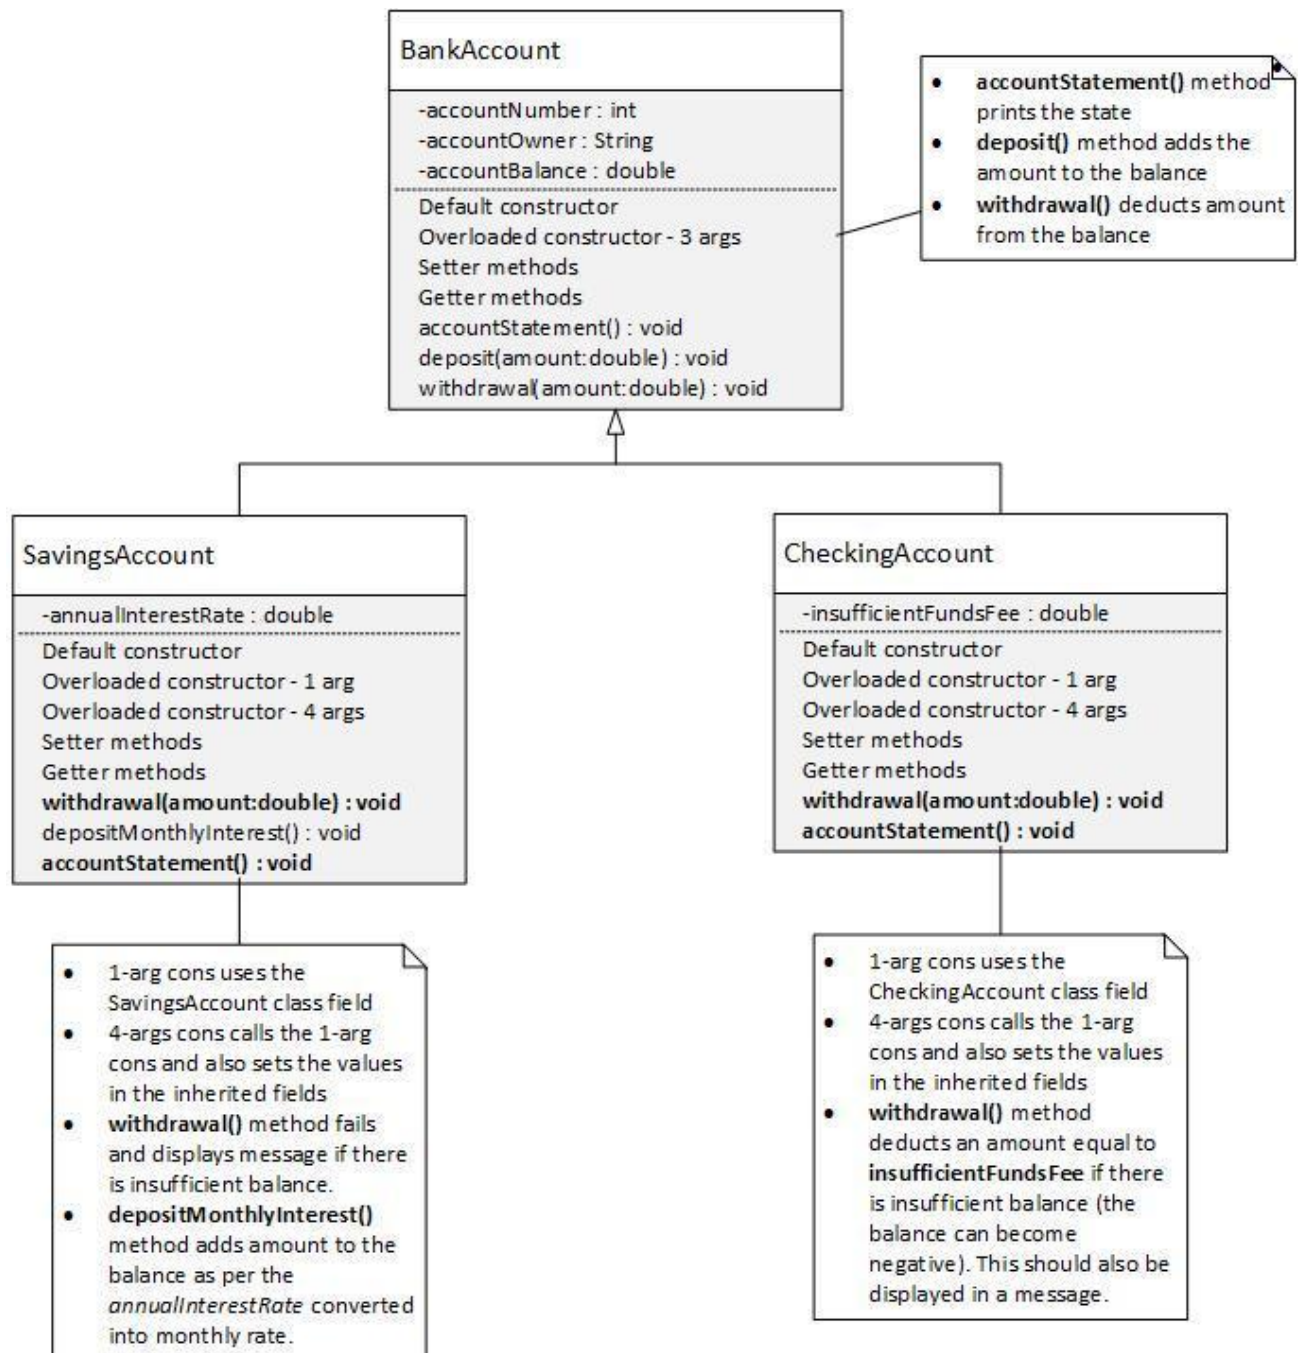 BankAccount
-accountNumber : int
-accountOwner : String
-accountBalance : double
Default constructor
Overloaded constructor - 3 args
Setter methods
Getter methods
accountStatement() : void
deposit(amount:double) : void
withdrawal(amount:double) : void
• accountStatement() method
prints the state
• deposit() method adds the
amount to the balance
• withdrawal() deducts amount
from the balance
SavingsAccount
-annualInterestRate : double
Default constructor
Overloaded constructor - 1 arg
Overloaded constructor - 4 args
Setter methods
Getter methods
withdrawal(amount:double) : void
depositMonthlyInterest() : void
accountStatement() : void
CheckingAccount
-insufficientFundsFee : double
Default constructor
Overloaded constructor - 1 arg
Overloaded constructor - 4 args
Setter methods
Getter methods
withdrawal(amount:double) : void
accountStatement() : void
• 1-arg cons uses the
SavingsAccount class field
• 4-args cons calls the 1-arg
cons and also sets the values
in the inherited fields
• withdrawal() method fails
and displays message if there
is insufficient balance.
• depositMonthlyInterest()
method adds amount to the
balance as per the
annualInterestRate converted
into monthly rate.
• 1-arg cons uses the
CheckingAccount class field
• 4-args cons calls the 1-arg
cons and also sets the values
in the inherited fields
• withdrawal() method
deducts an amount equal to
insufficientFundsFee if there
is insufficient balance (the
balance can become
negative). This should also be
displayed in a message.